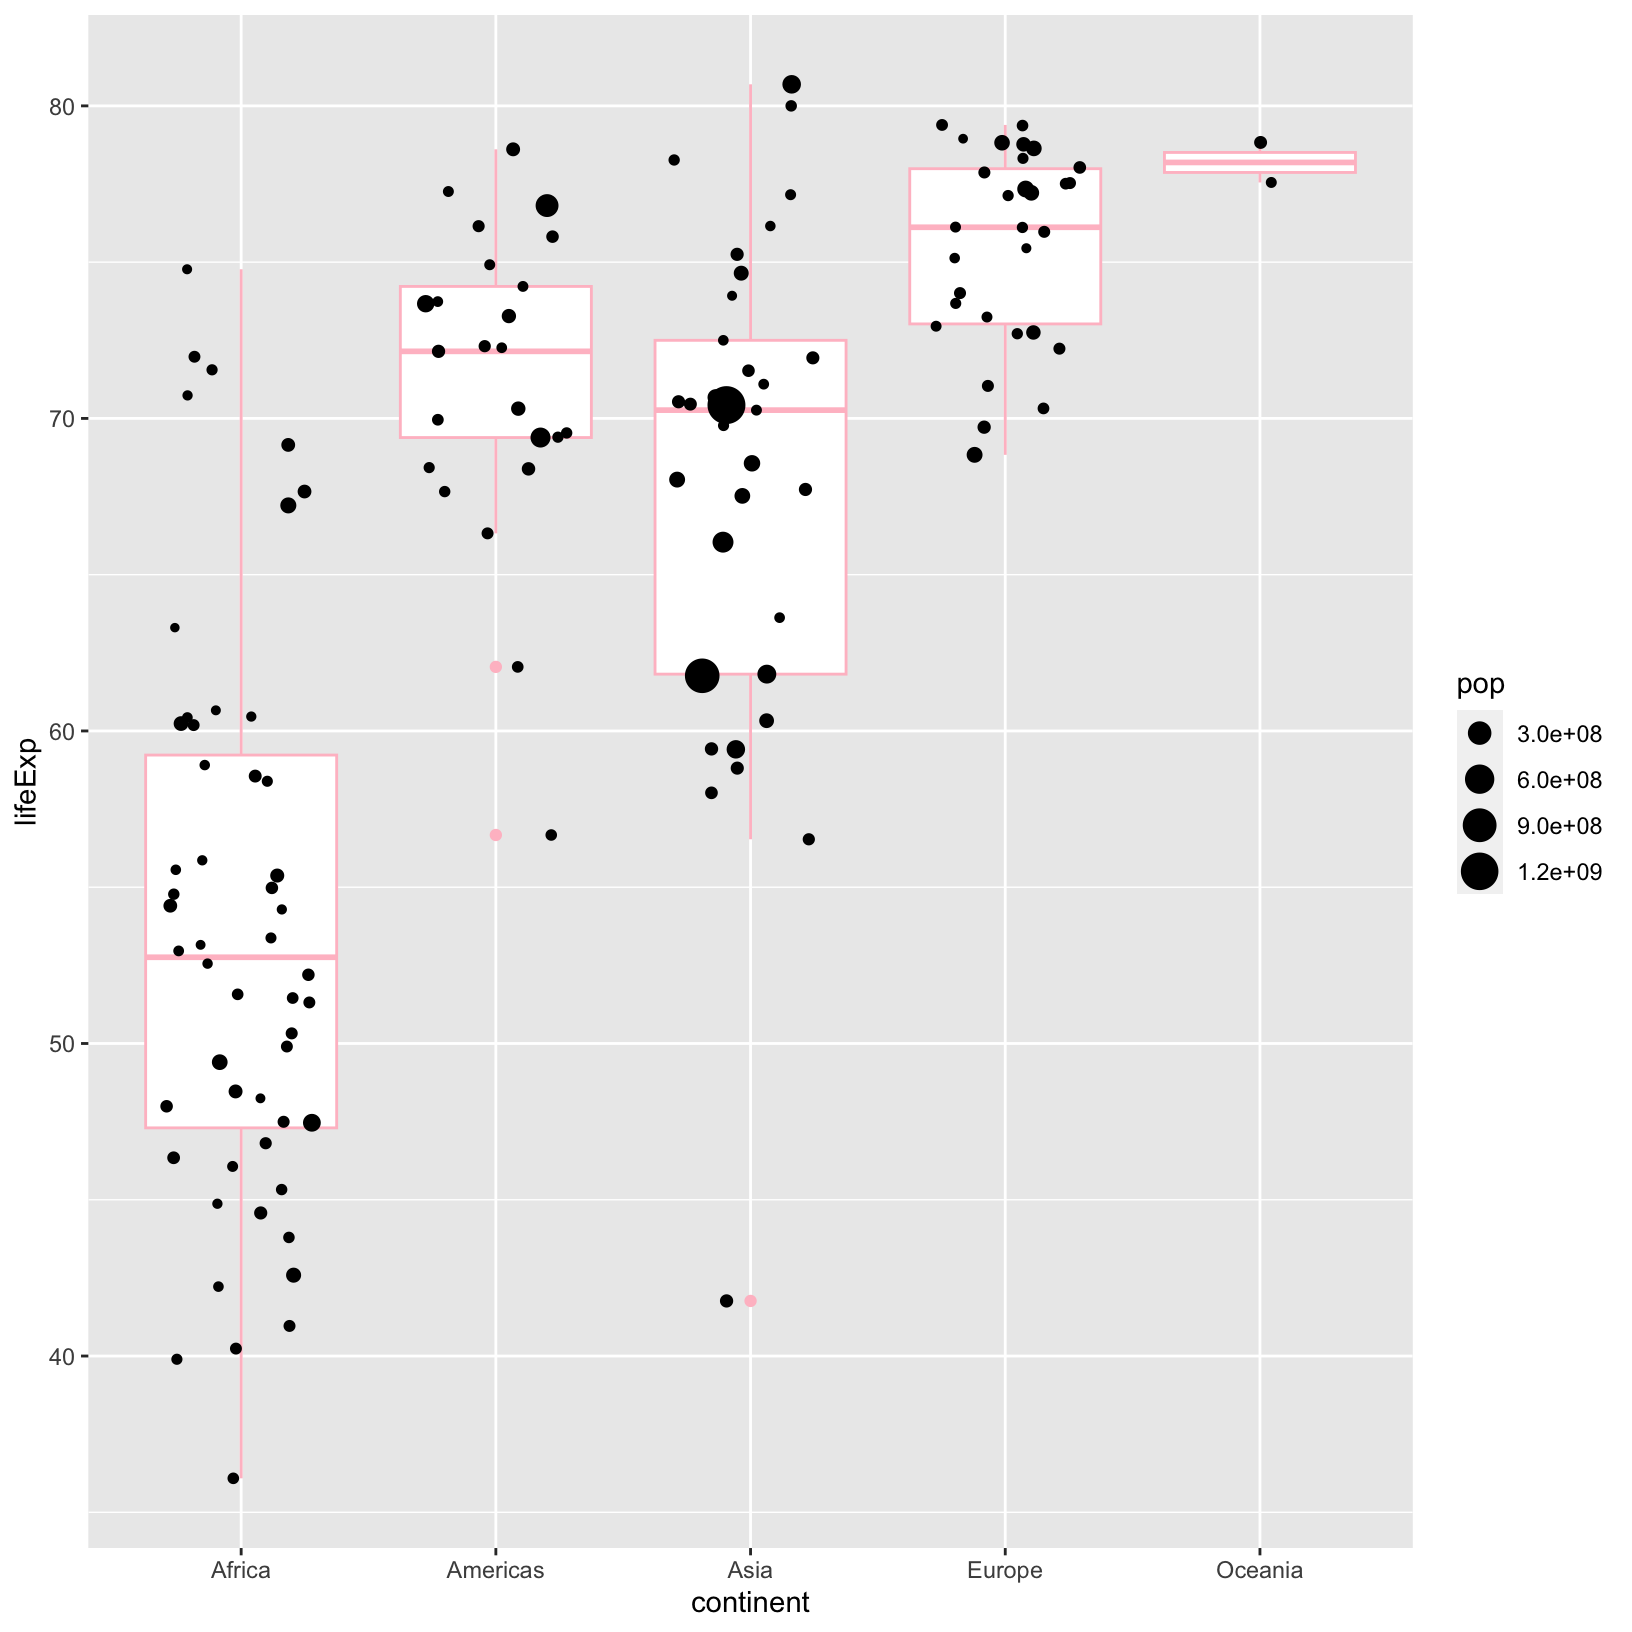 80
70
60
50
40
lifeExp
Africa
Americas
Asia
Europe
Oceania
continent
pop
3.0e+08
6.0e+08
9.0e+08
1.2e+09